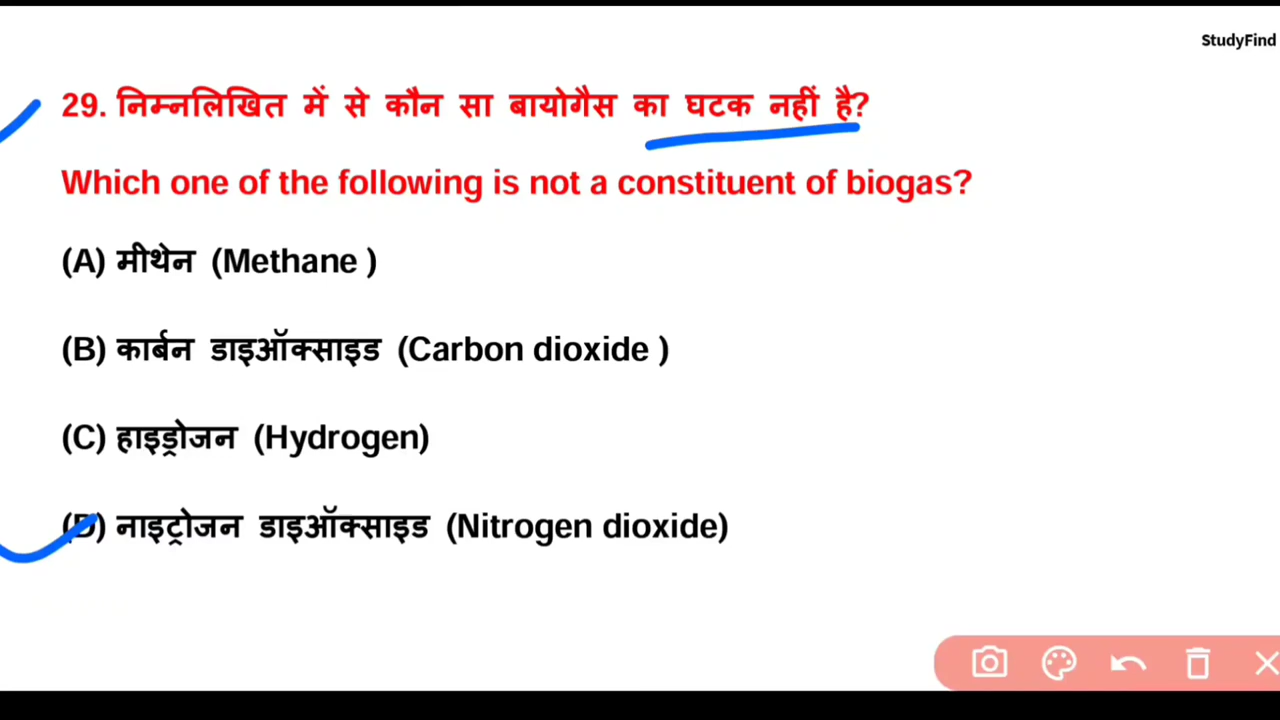 StudyFind
29. निम्नलिखित में से कौन सा बायोगैस का घटक नहीं है?
Which one of the following is not a constituent of biogas?
(A) मीथेन (Methane )
(B) कार्बन डाइऑक्साइड (Carbon dioxide )
(C) हाइड्रोजन (Hydrogen)
(D) नाइट्रोजन डाइऑक्साइड (Nitrogen dioxide)